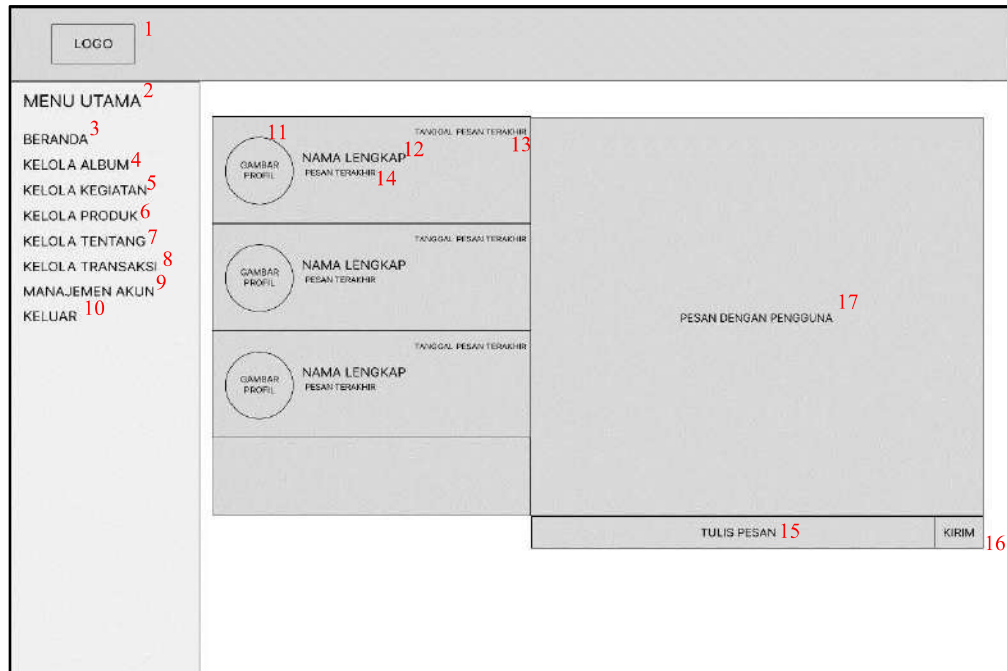 LOGO 1
MENU UTAMA 2
BERANDA 3
KELOLA ALBUM 4
KELOLA KEGIATAN 5
KELOLA PRODUK 6
KELOLA TENTANG 7
KELOLA TRANSAKSI 8
MANAJEMEN AKUN 9
KELUAR 10
11
TANGGAL PESAN TERAKHIR 13
GAMBAR
PROFIL
NAMA LENGKAP 12
PESAN TERAKHIR 14
TANGGAL PESAN TERAKHIR
GAMBAR
PROFIL
NAMA LENGKAP
PESAN TERAKHIR
TANGGAL PESAN TERAKHIR
GAMBAR
PROFIL
NAMA LENGKAP
PESAN TERAKHIR
PESAN DENGAN PENGGUNA 17
TULIS PESAN 15
KIRIM 16